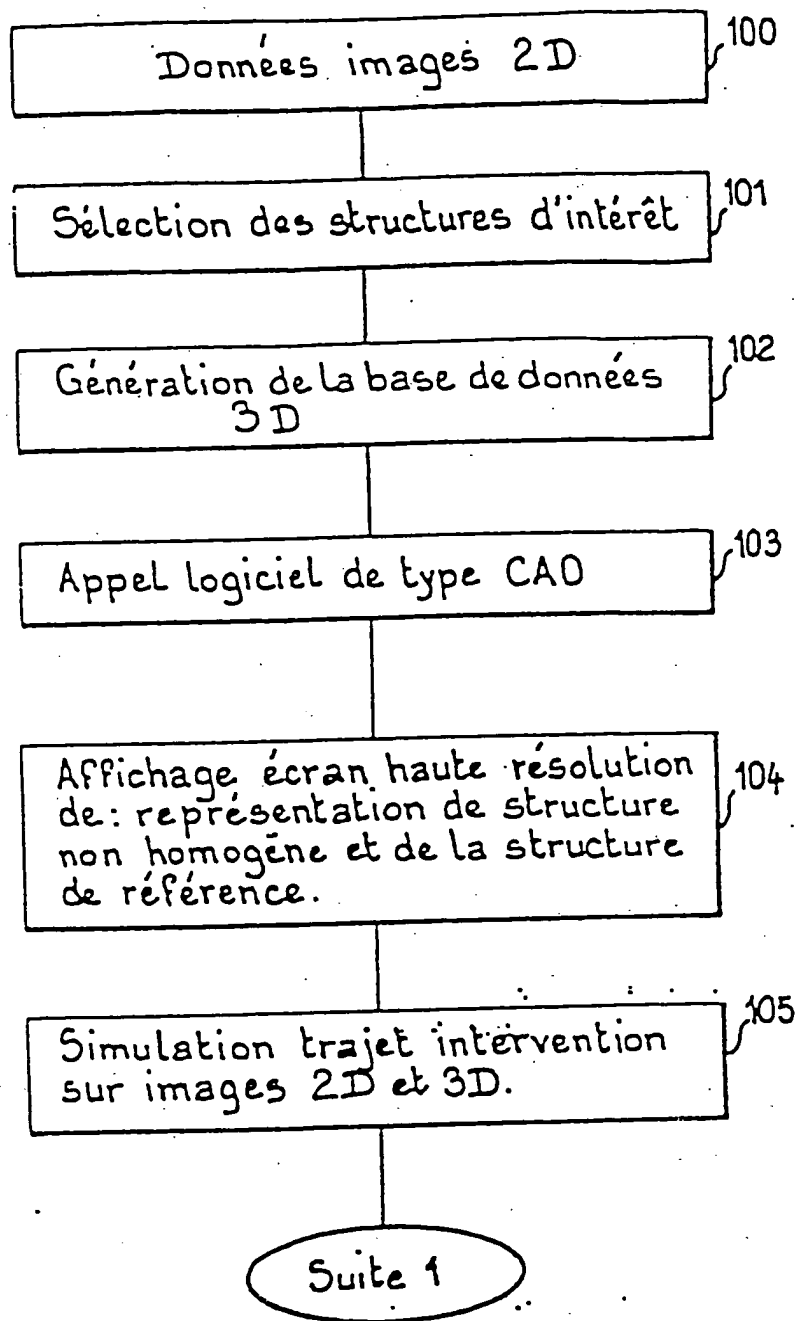 Données images 2D
100
Sélection des structures d'intérêt
101
Génération de la base de données
3D
102
Appel logiciel de type CAO
103
Affichage écran haute résolution
de: représentation de structure
non homogène et de la structure
de référence.
104
Simulation trajet intervention
sur images 2D et 3D.
105
Suite 1